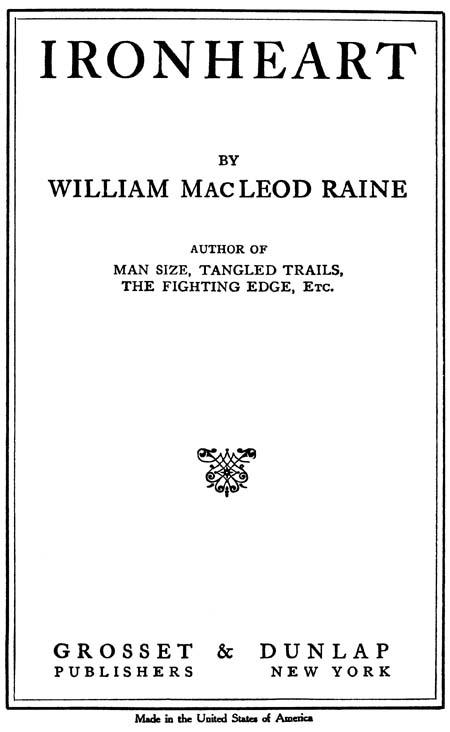 IRONHEART
BY
WILLIAM MACLEOD RAINE
AUTHOR OF
MAN SIZE, TANGLED TRAILS,
THE FIGHTING EDGE, ETC.
GROSSET & DUNLAP
PUBLISHERS NEW YORK
Made in the United States of America